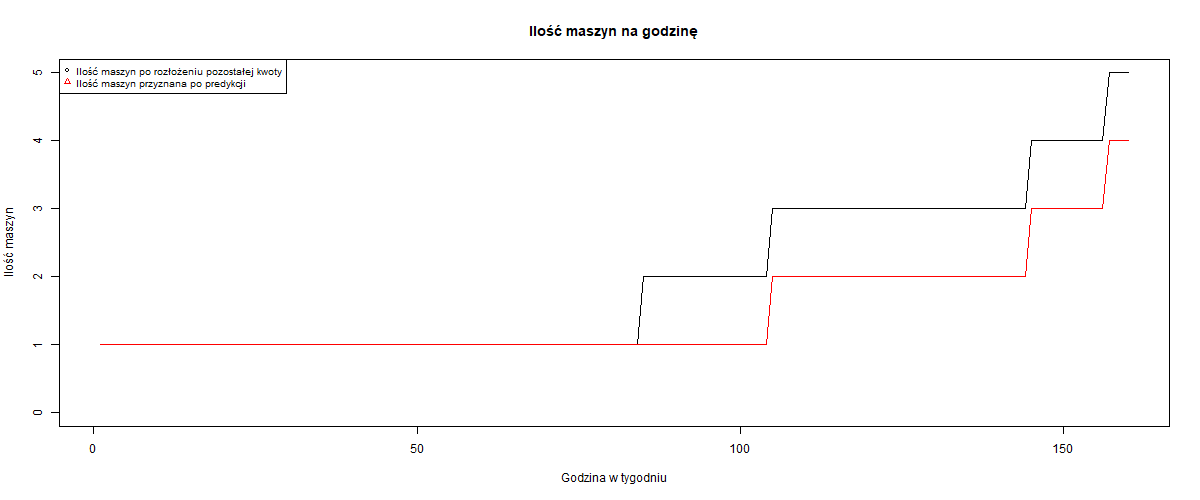 Ilość maszyn na godzinę
Ilość maszyn po rozłożeniu pozostałej kwoty
Ilość maszyn przyznana po predykcji
5
4
3
2
1
0
Ilość maszyn
0 50 100 150
Godzina w tygodniu